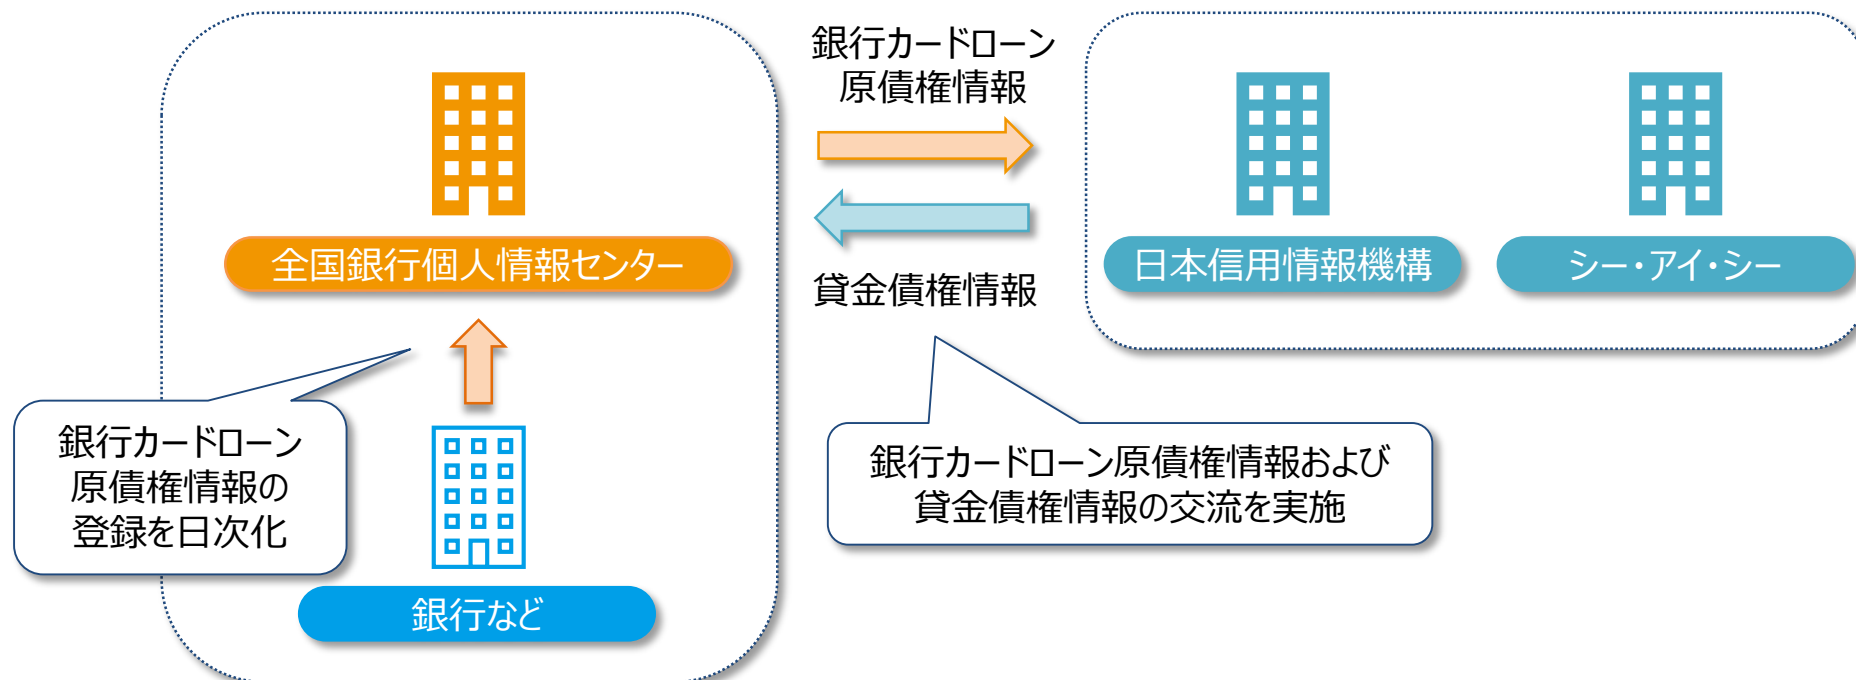 銀行カードローン
原債権情報
全国銀行個人情報センター
貸金債権情報
日本信用情報機構
シー・アイ・シー
銀行カードローン
原債権情報の
登録を日次化
銀行カードローン原債権情報および
貸金債権情報の交流を実施
銀行など